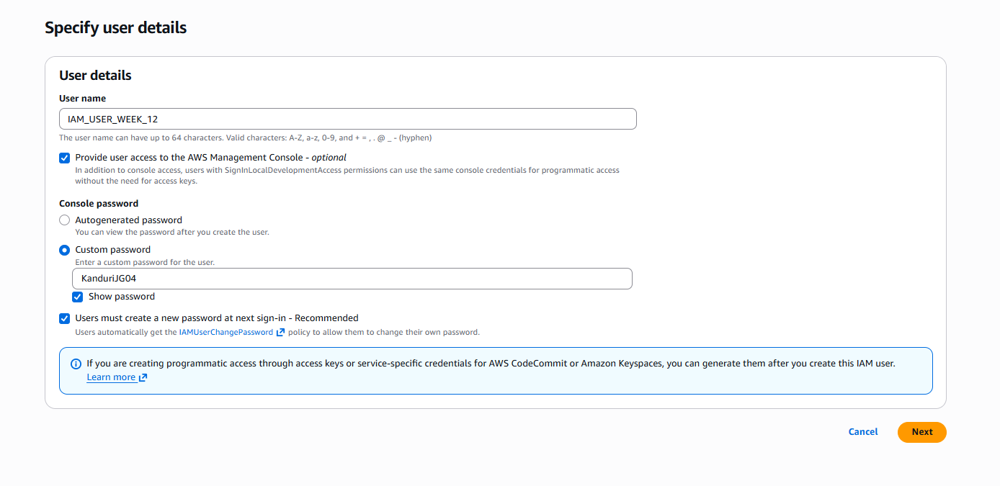 Specify user details
User details
User name
IAM_USER_WEEK_12
The user name can have up to 64 characters. Valid characters: A-Z, a-z, 0-9, and + = , . @ _ - (hyphen)
Provide user access to the AWS Management Console - optional
In addition to console access, users with SignInLocalDevelopmentAccess permissions can use the same console credentials for programmatic access
without the need for access keys.
Console password
Autogenerated password
You can view the password after you create the user.
Custom password
Enter a custom password for the user.
KanduriJG04
Show password
Users must create a new password at next sign-in - Recommended
Users automatically get the IAMUserChangePassword policy to allow them to change their own password.
If you are creating programmatic access through access keys or service-specific credentials for AWS CodeCommit or Amazon Keyspaces, you can generate them after you create this IAM user.
Learn more
Cancel
Next